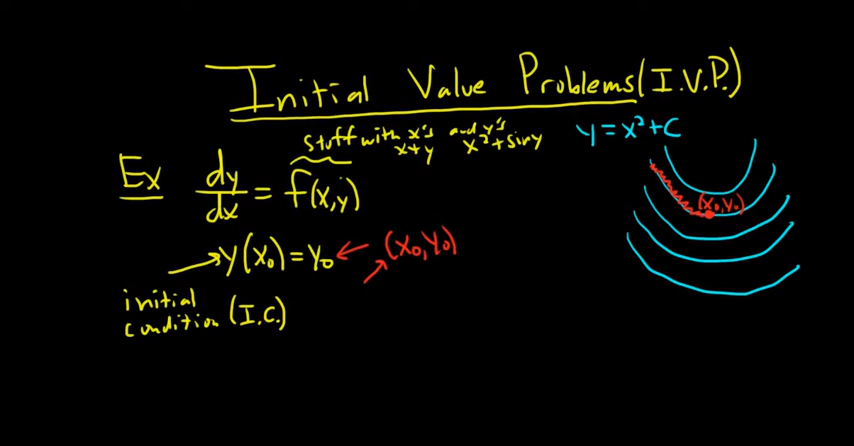 Initial Value Problems (I.V.P.)
stuff with x's and y's
x+y x²+siny
y = x² + C
Ex dy/dx = f(x,y)
(x₀,y₀)
y(x₀) = y₀ (x₀,y₀)
initial
condition (I.C.)